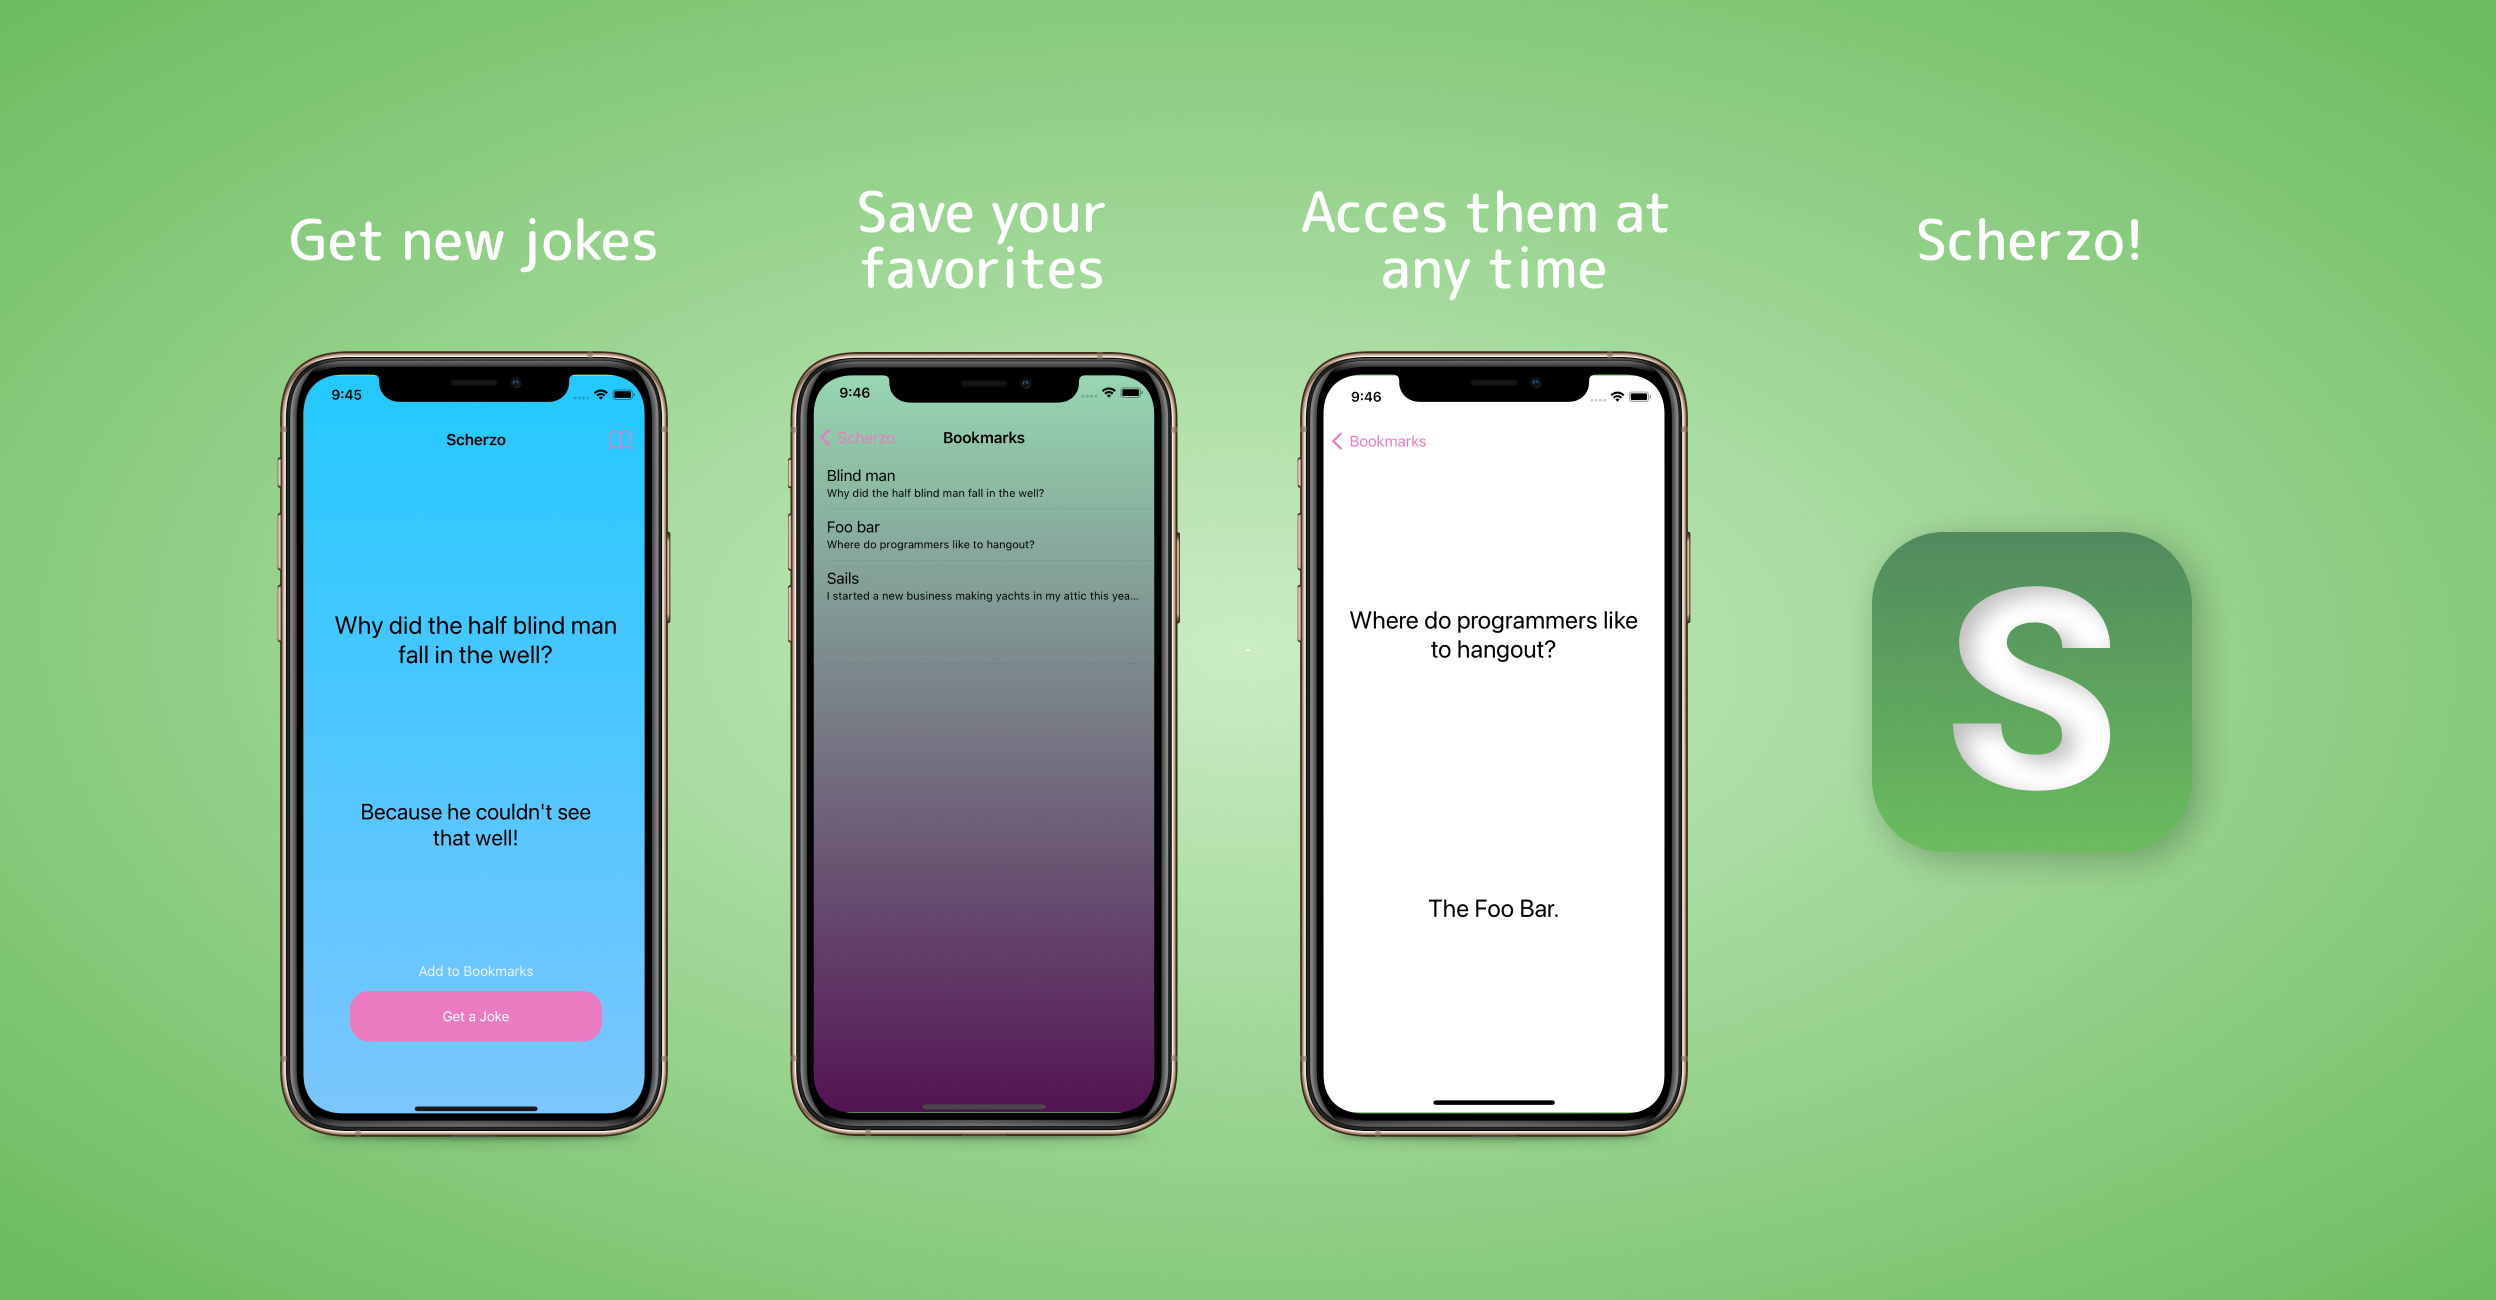 Get new jokes
9:45
Scherzo
Why did the half blind man
fall in the well?
Because he couldn't see
that well!
Add to Bookmarks
Get a Joke
Save your
favorites
9:46
Scherzo
Bookmarks
Blind man
Why did the half blind man fall in the well?
Foo bar
Where do programmers like to hangout?
Sails
I started a new business making yachts in my attic this yea...
Acces them at
any time
9:46
Bookmarks
Where do programmers like
to hangout?
The Foo Bar.
Scherzo!
S